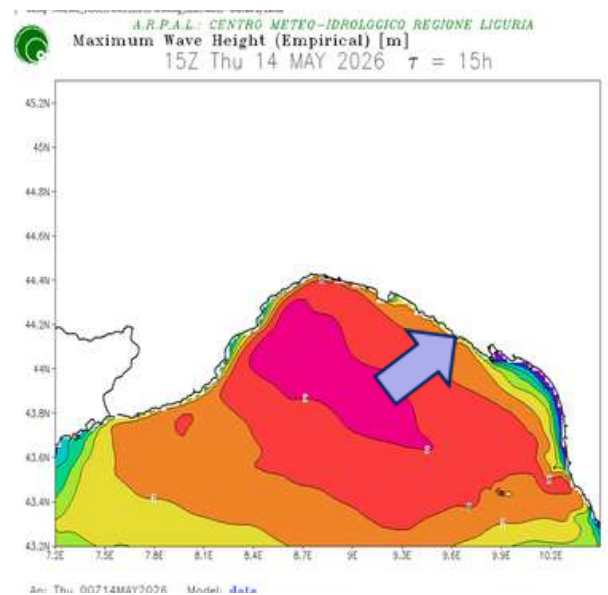 A.R.P.A.L.: CENTRO METEO-IDROLOGICO REGIONE LIGURIA
Maximum Wave Height (Empirical) [m]
15Z Thu 14 MAY 2026 τ = 15h
45.2N
45N
44.8N
44.6N
44.4N
44.2N
44N
43.8N
43.6N
43.4N
43.2N
7.2E 7.5E 7.8E 8.1E 8.4E 8.7E 9E 9.3E 9.6E 9.9E 10.2E
An: Thu 00Z14MAY2026 Model: data